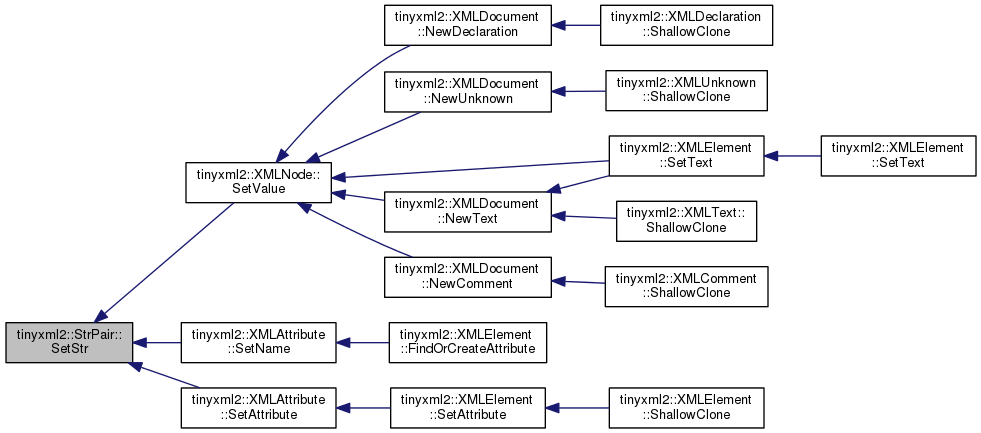 tinyxml2::XMLDocument
::NewDeclaration
tinyxml2::XMLDeclaration
::ShallowClone
tinyxml2::XMLDocument
::NewUnknown
tinyxml2::XMLUnknown
::ShallowClone
tinyxml2::XMLNode::
SetValue
tinyxml2::XMLElement
::SetText
tinyxml2::XMLElement
::SetText
tinyxml2::XMLDocument
::NewText
tinyxml2::XMLText::
ShallowClone
tinyxml2::XMLDocument
::NewComment
tinyxml2::XMLComment
::ShallowClone
tinyxml2::StrPair::
SetStr
tinyxml2::XMLAttribute
::SetName
tinyxml2::XMLElement
::FindOrCreateAttribute
tinyxml2::XMLAttribute
::SetAttribute
tinyxml2::XMLElement
::SetAttribute
tinyxml2::XMLElement
::ShallowClone